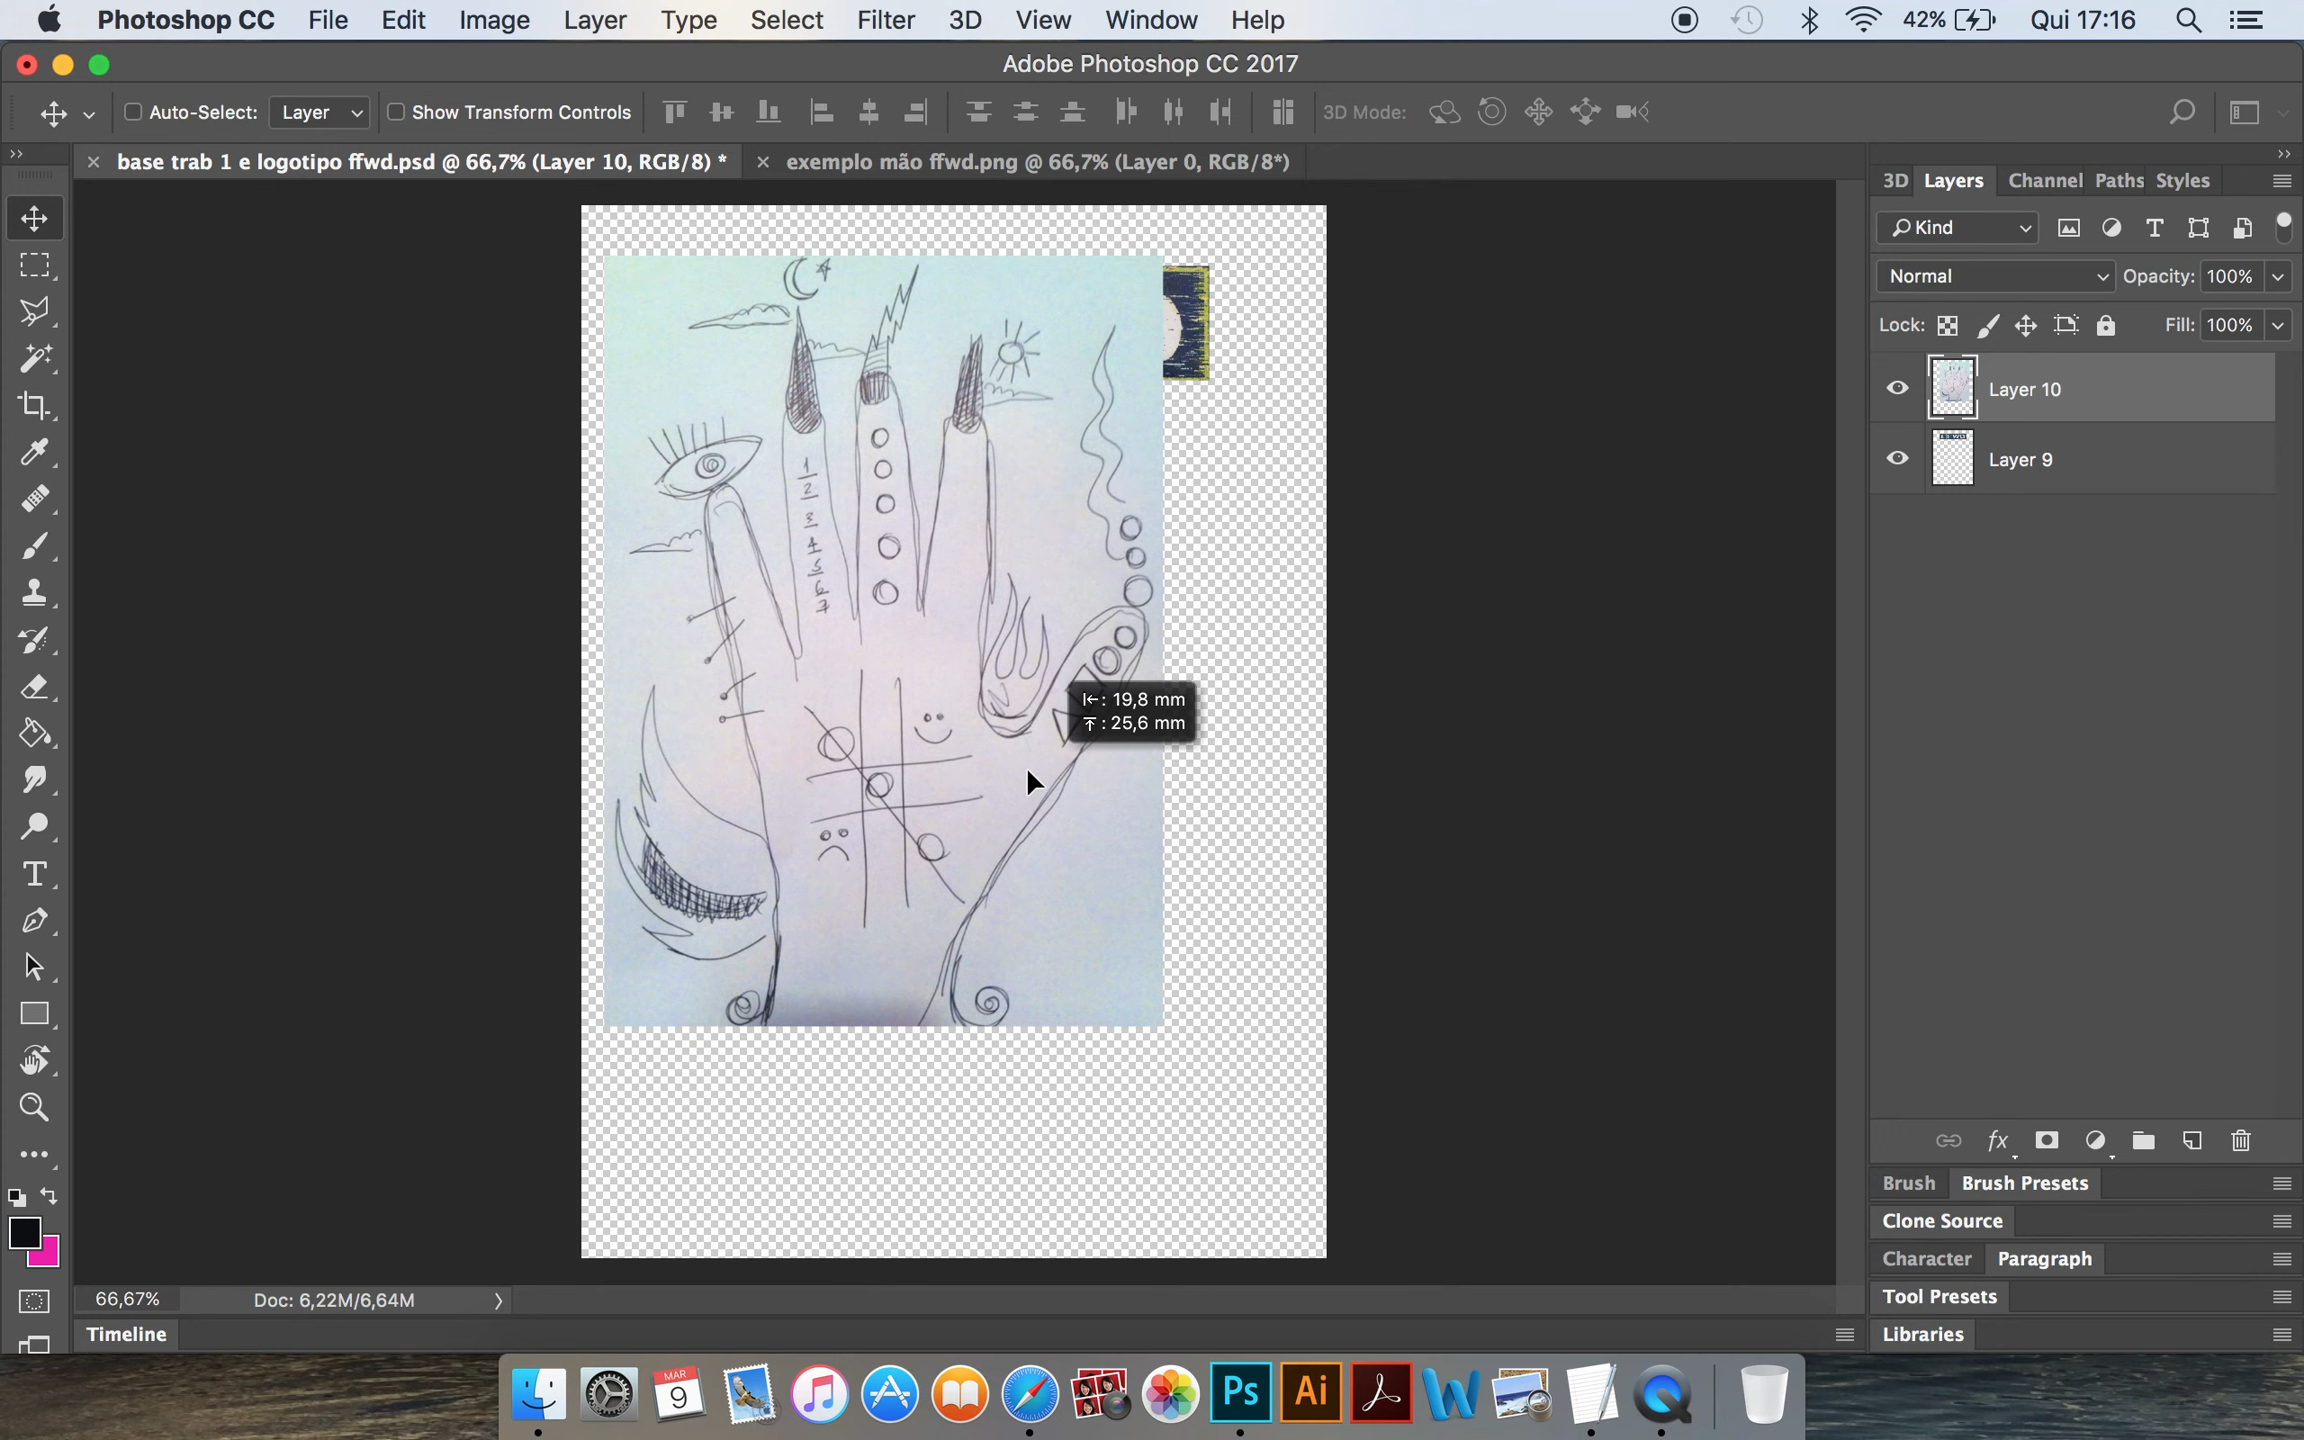 Photoshop CC File Edit Image Layer Type Select Filter 3D View Window Help 42% Qui 17:16
Adobe Photoshop CC 2017
Auto-Select: Layer Show Transform Controls 3D Mode:
base trab 1 e logotipo ffwd.psd @ 66,7% (Layer 10, RGB/8) * exemplo mão ffwd.png @ 66,7% (Layer 0, RGB/8*)
3D Layers Channel Paths Styles
Kind
Normal Opacity: 100%
Lock: Fill: 100%
Layer 10
Layer 9
1
2
3
4
5
6
7
: 19,8 mm
: 25,6 mm
fx
Brush Brush Presets
Clone Source
Character Paragraph
Tool Presets
Libraries
66,67% Doc: 6,22M/6,64M
Timeline
MAR
9
Ps
Ai
W